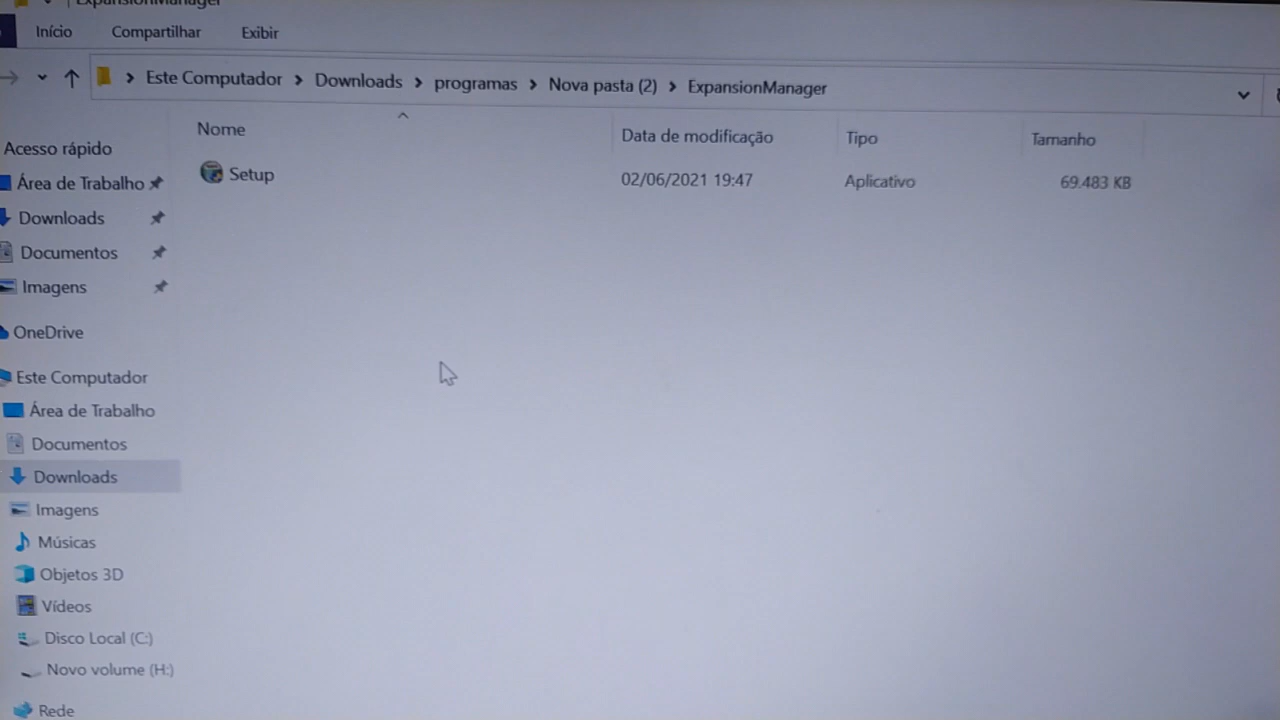 ExpansionManager
Início Compartilhar Exibir
Este Computador Downloads programas Nova pasta (2) ExpansionManager
Nome Data de modificação Tipo Tamanho
Setup 02/06/2021 19:47 Aplicativo 69.483 KB
Acesso rápido
Área de Trabalho
Downloads
Documentos
Imagens
OneDrive
Este Computador
Área de Trabalho
Documentos
Downloads
Imagens
Músicas
Objetos 3D
Vídeos
Disco Local (C:)
Novo volume (H:)
Rede